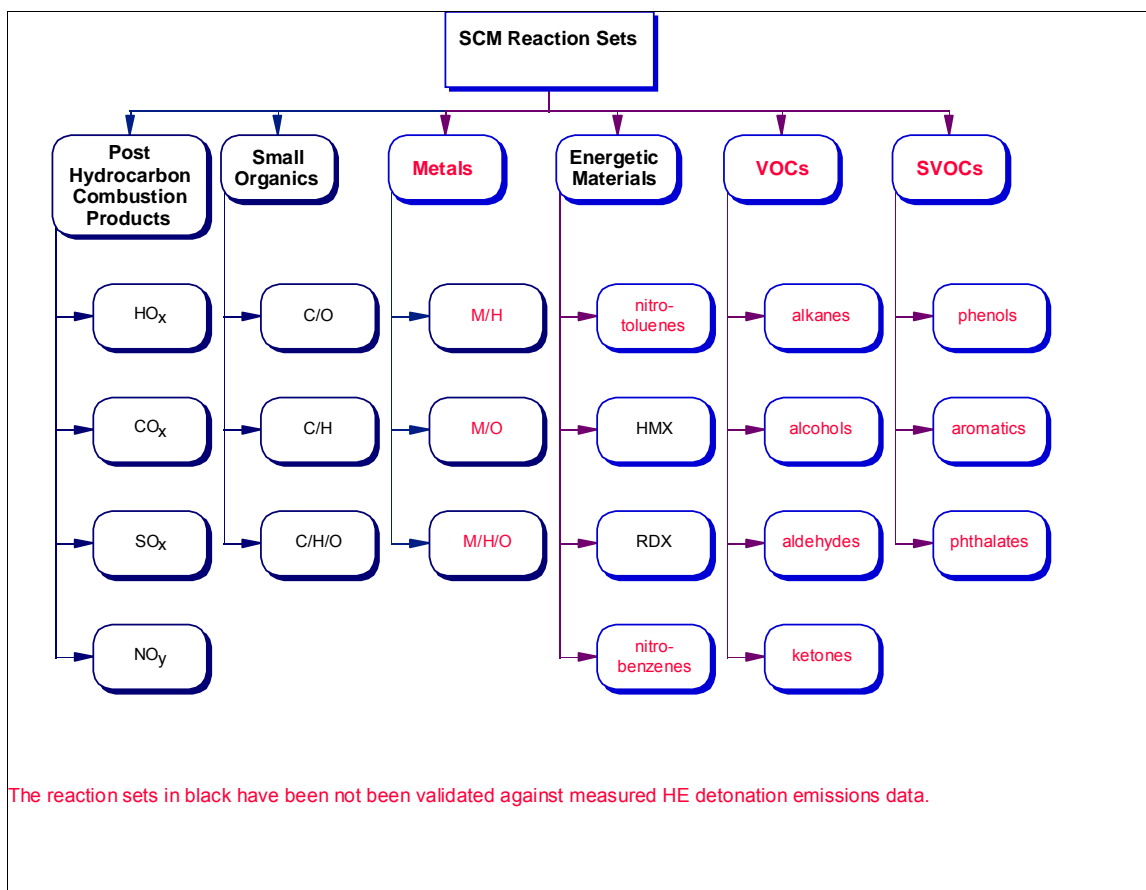 SCM Reaction Sets
Post
Hydrocarbon
Combustion
Products
Small
Organics
Metals
Energetic
Materials
VOCs
SVOCs
HOx
C/O
M/H
nitro-
toluenes
alkanes
phenols
COx
C/H
M/O
HMX
alcohols
aromatics
SOx
C/H/O
M/H/O
RDX
aldehydes
phthalates
NOy
nitro-
benzenes
ketones
The reaction sets in black have been not been validated against measured HE detonation emissions data.